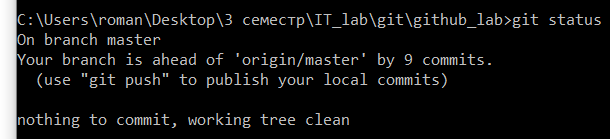 C:\Users\roman\Desktop\3 семестр\IT_lab\git\github_lab>git status
On branch master
Your branch is ahead of 'origin/master' by 9 commits.
  (use "git push" to publish your local commits)

nothing to commit, working tree clean